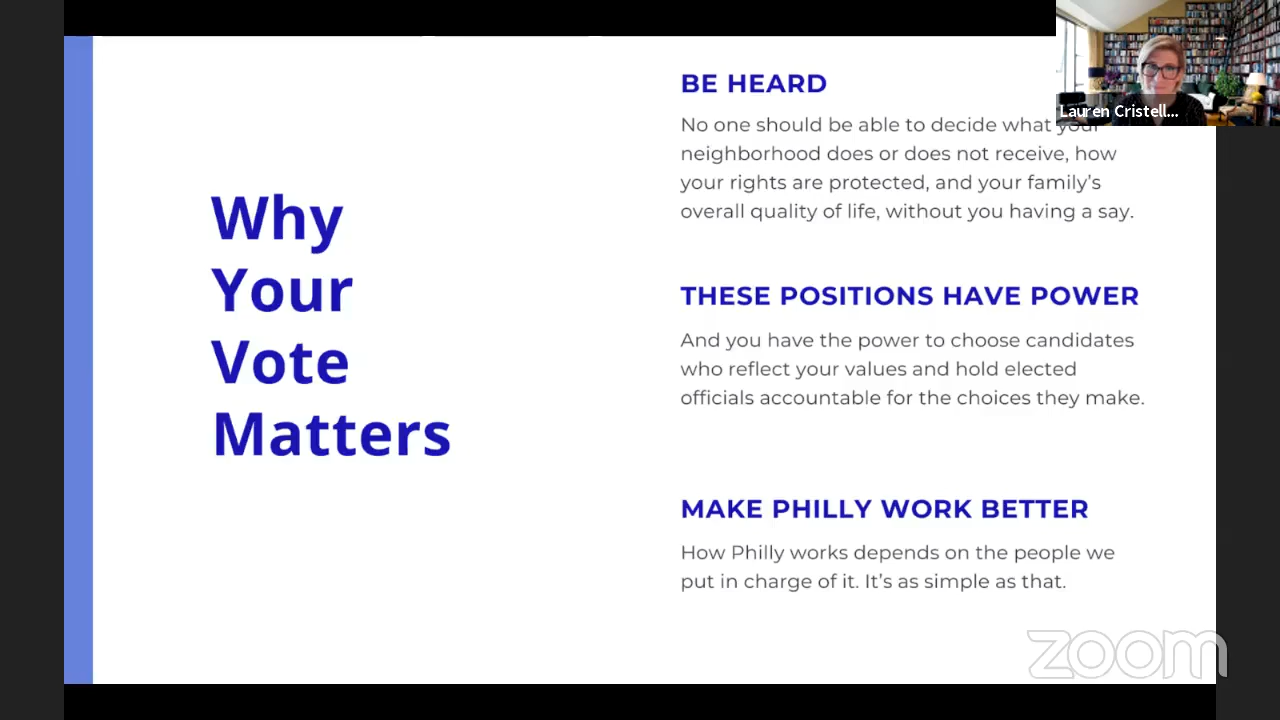 Why
Your
Vote
Matters
BE HEARD
No one should be able to decide what your
neighborhood does or does not receive, how
your rights are protected, and your family's
overall quality of life, without you having a say.
THESE POSITIONS HAVE POWER
And you have the power to choose candidates
who reflect your values and hold elected
officials accountable for the choices they make.
MAKE PHILLY WORK BETTER
How Philly works depends on the people we
put in charge of it. It's as simple as that.
Lauren Cristell...
zoom